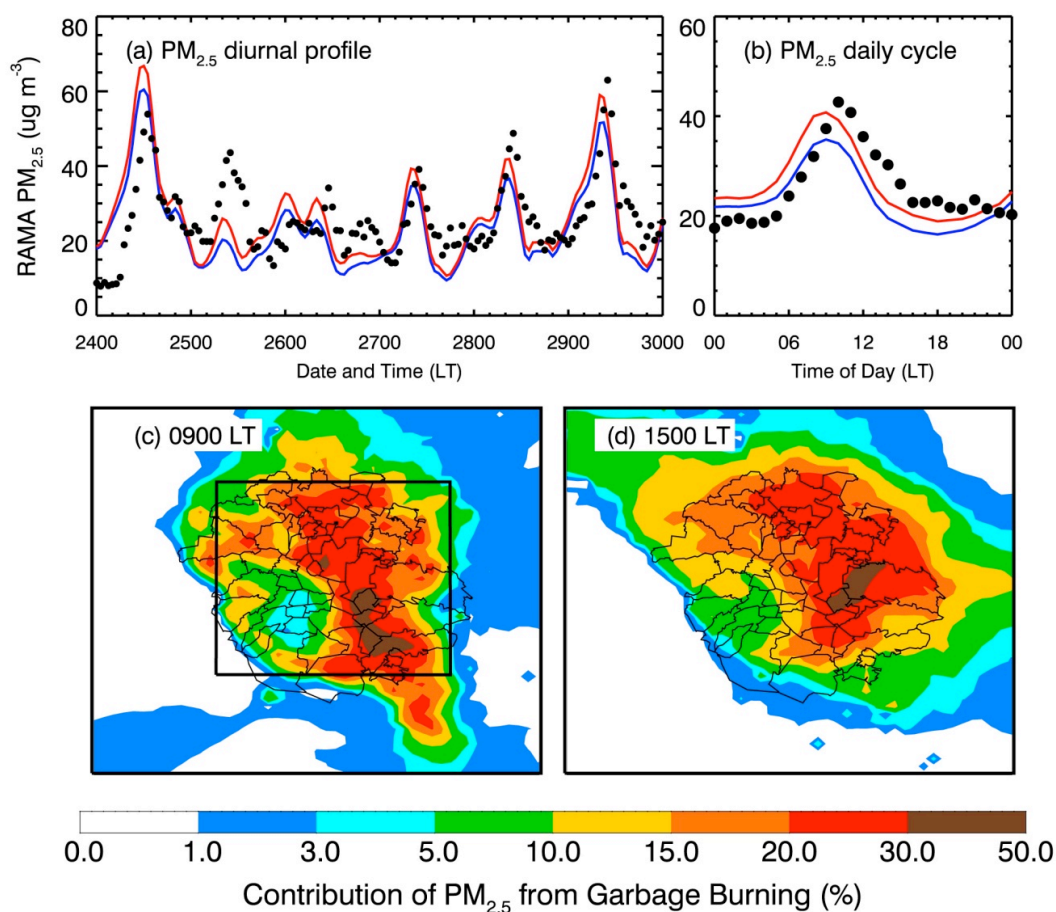 (a) PM2.5 diurnal profile
RAMA PM2.5 (ug m-3)
80
60
40
20
0
2400 2500 2600 2700 2800 2900 3000
Date and Time (LT)
(b) PM2.5 daily cycle
60
40
20
0
00 06 12 18 00
Time of Day (LT)
(c) 0900 LT
(d) 1500 LT
0.0 1.0 3.0 5.0 10.0 15.0 20.0 30.0 50.0
Contribution of PM2.5 from Garbage Burning (%)